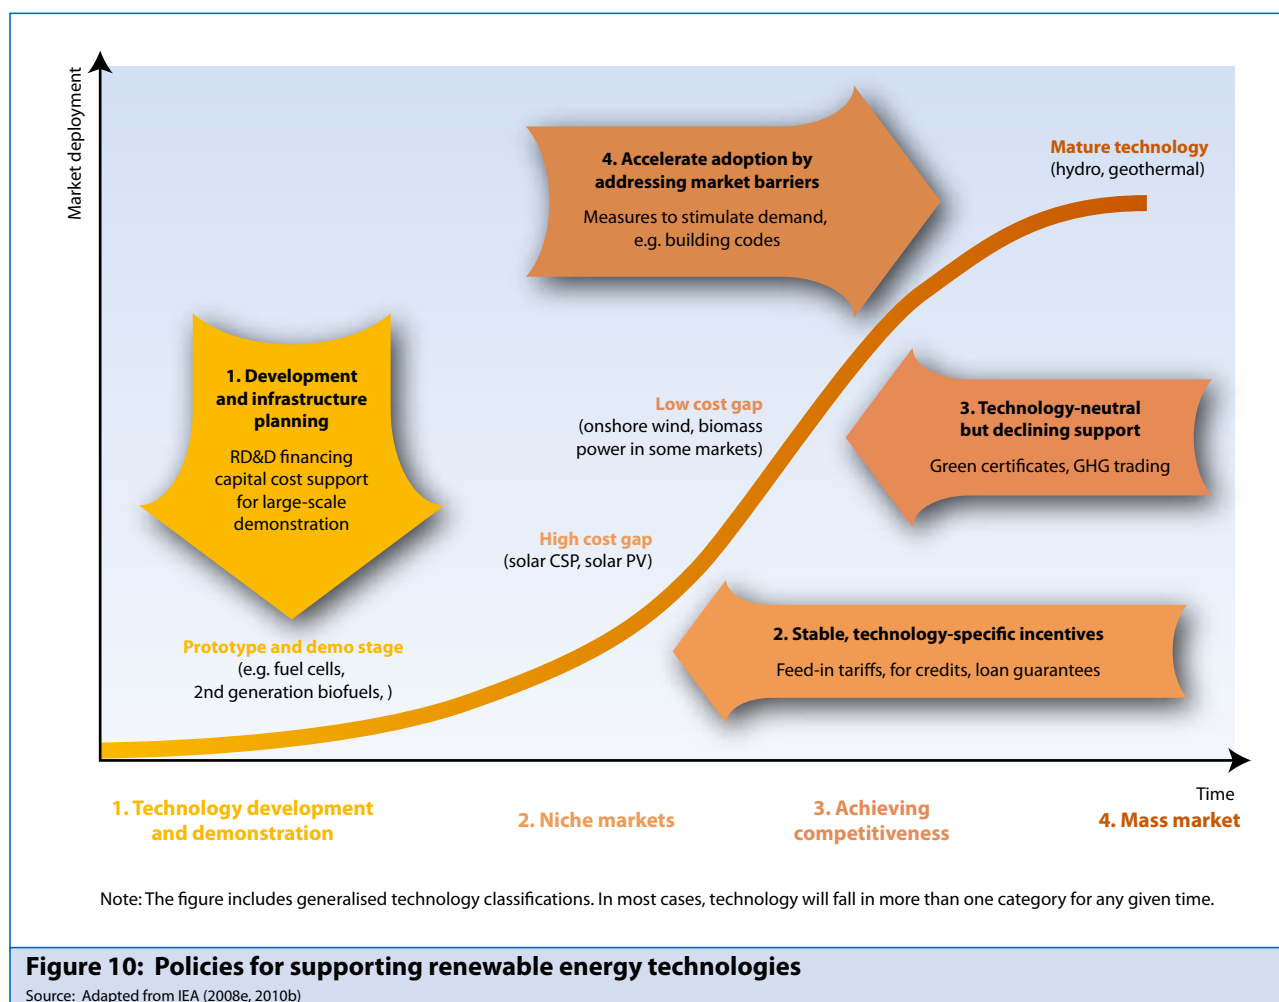 Market deployment
4. Accelerate adoption by
addressing market barriers
Measures to stimulate demand,
e.g. building codes
Mature technology
(hydro, geothermal)
1. Development
and infrastructure
planning
RD&D financing
capital cost support
for large-scale
demonstration
Low cost gap
(onshore wind, biomass
power in some markets)
3. Technology-neutral
but declining support
Green certificates, GHG trading
High cost gap
(solar CSP, solar PV)
2. Stable, technology-specific incentives
Feed-in tariffs, for credits, loan guarantees
Prototype and demo stage
(e.g. fuel cells,
2nd generation biofuels, )
Time
1. Technology development
and demonstration
2. Niche markets
3. Achieving
competitiveness
4. Mass market
Note: The figure includes generalised technology classifications. In most cases, technology will fall in more than one category for any given time.
Figure 10: Policies for supporting renewable energy technologies
Source: Adapted from IEA (2008e, 2010b)